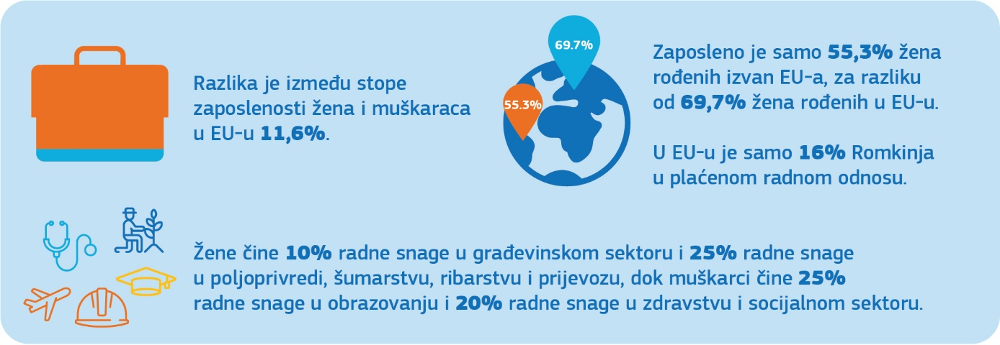 Razlika je između stope
zaposlenosti žena i muškaraca
u EU-u 11,6%.
69.7%
55.3%
Zaposleno je samo 55,3% žena
rođenih izvan EU-a, za razliku
od 69,7% žena rođenih u EU-u.
U EU-u je samo 16% Romkinja
u plaćenom radnom odnosu.
Žene čine 10% radne snage u građevinskom sektoru i 25% radne snage
u poljoprivredi, šumarstvu, ribarstvu i prijevozu, dok muškarci čine 25%
radne snage u obrazovanju i 20% radne snage u zdravstvu i socijalnom sektoru.